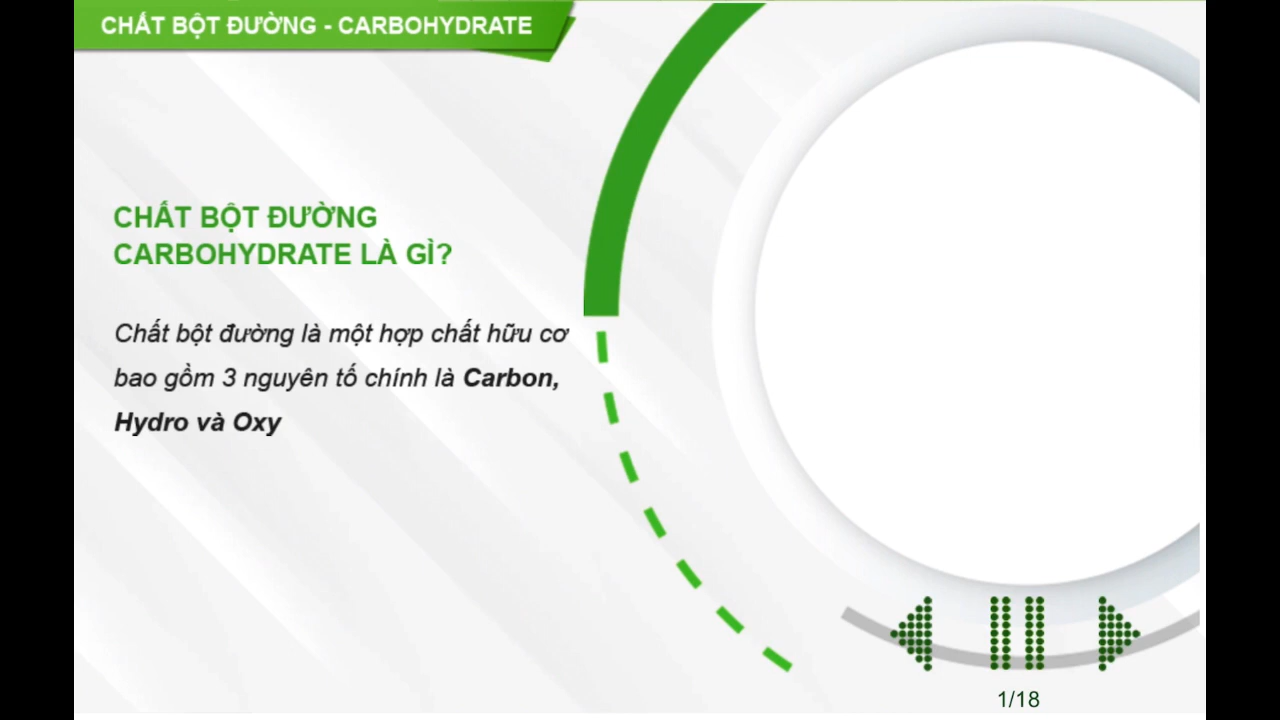 CHẤT BỘT ĐƯỜNG - CARBOHYDRATE
CHẤT BỘT ĐƯỜNG
CARBOHYDRATE LÀ GÌ?
Chất bột đường là một hợp chất hữu cơ
bao gồm 3 nguyên tố chính là Carbon,
Hydro và Oxy
1/18